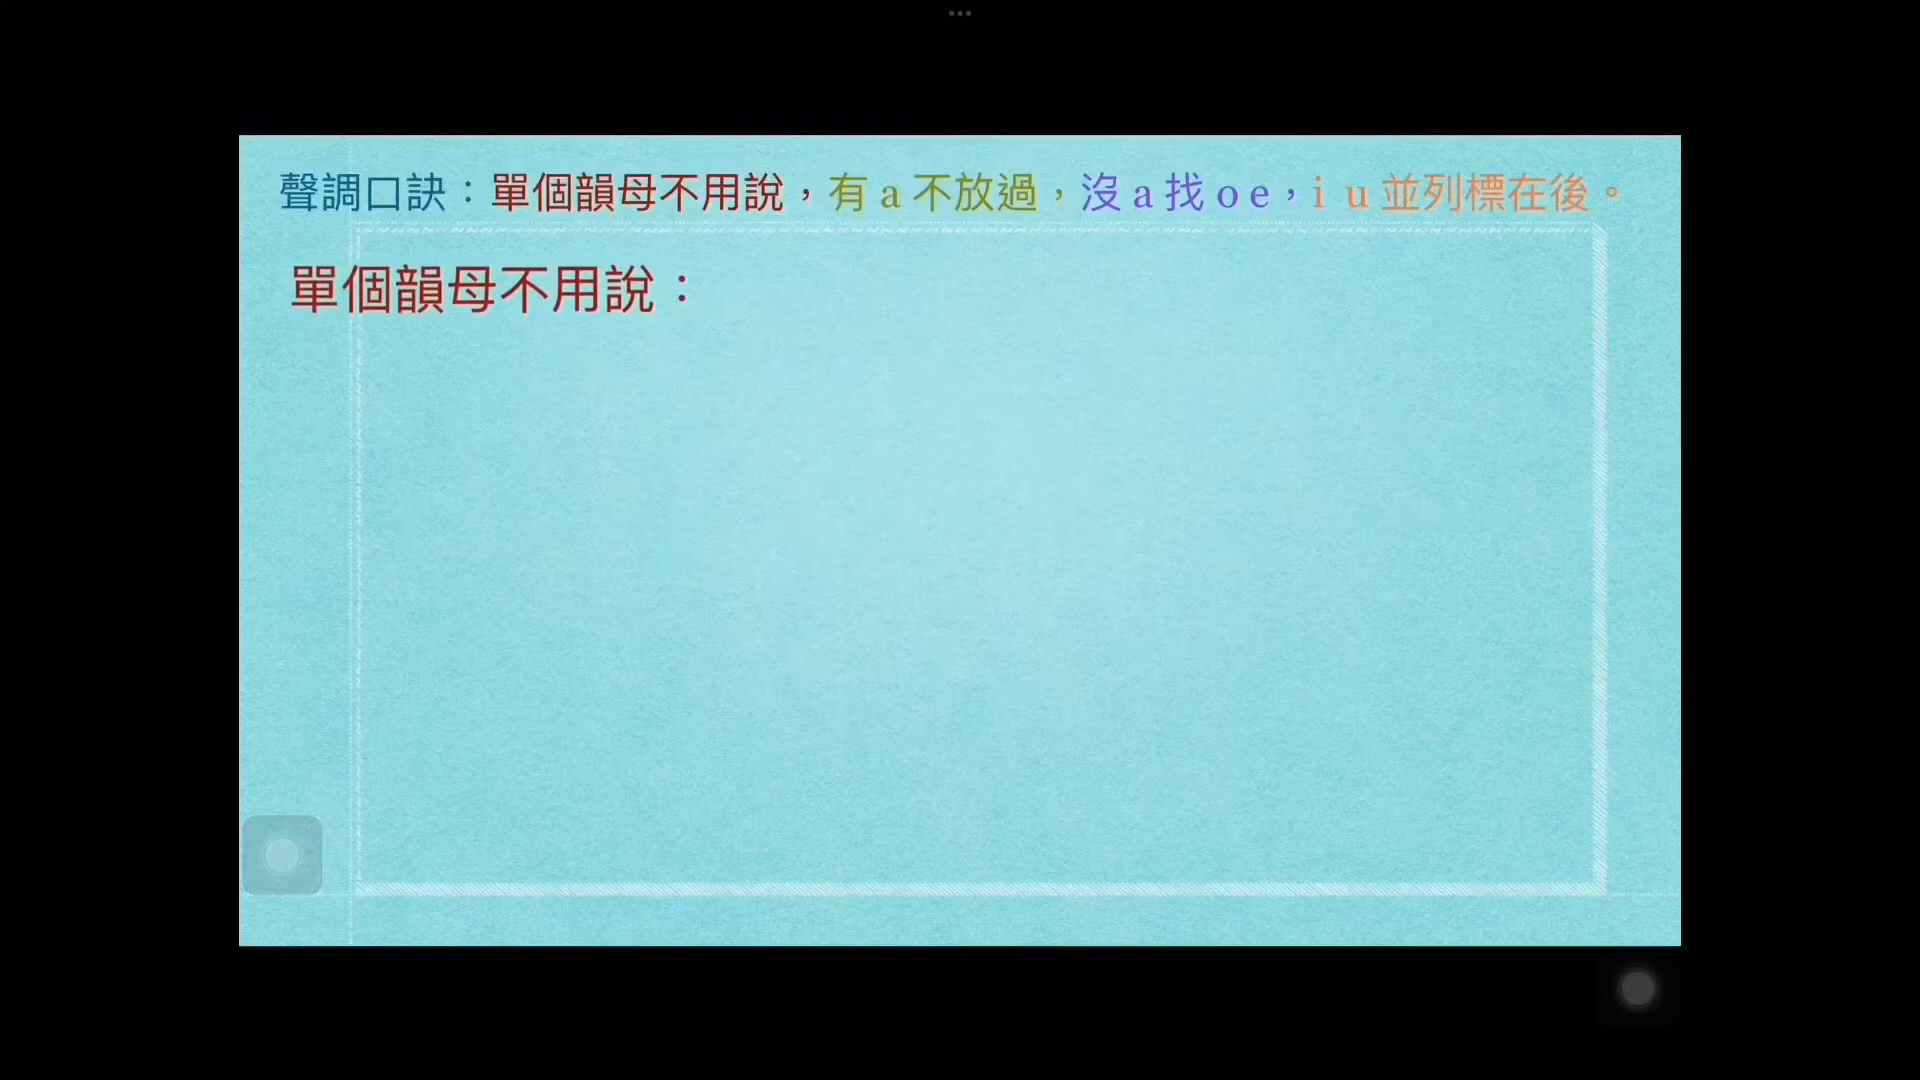 聲調口訣：單個韻母不用說，有 a 不放過，沒 a 找 o e，i u 並列標在後。
單個韻母不用說：